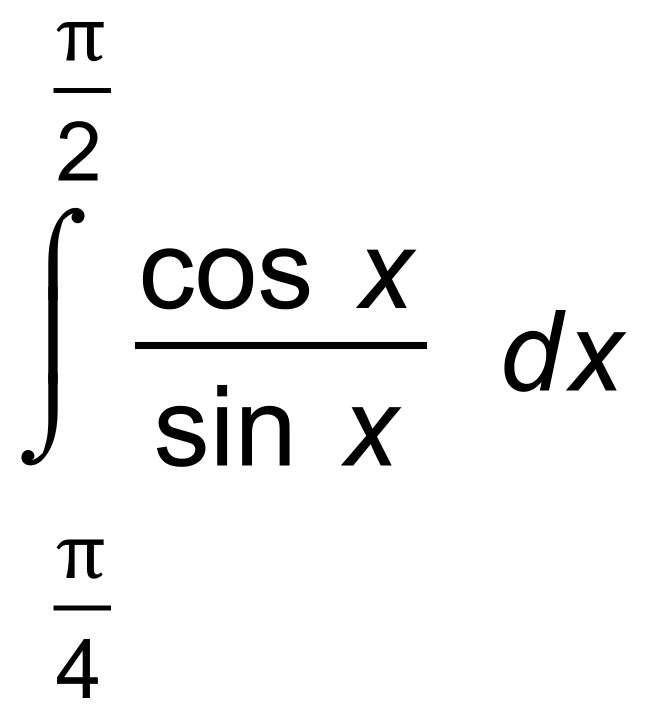 π
2
∫ cos x
sin x dx
π
4